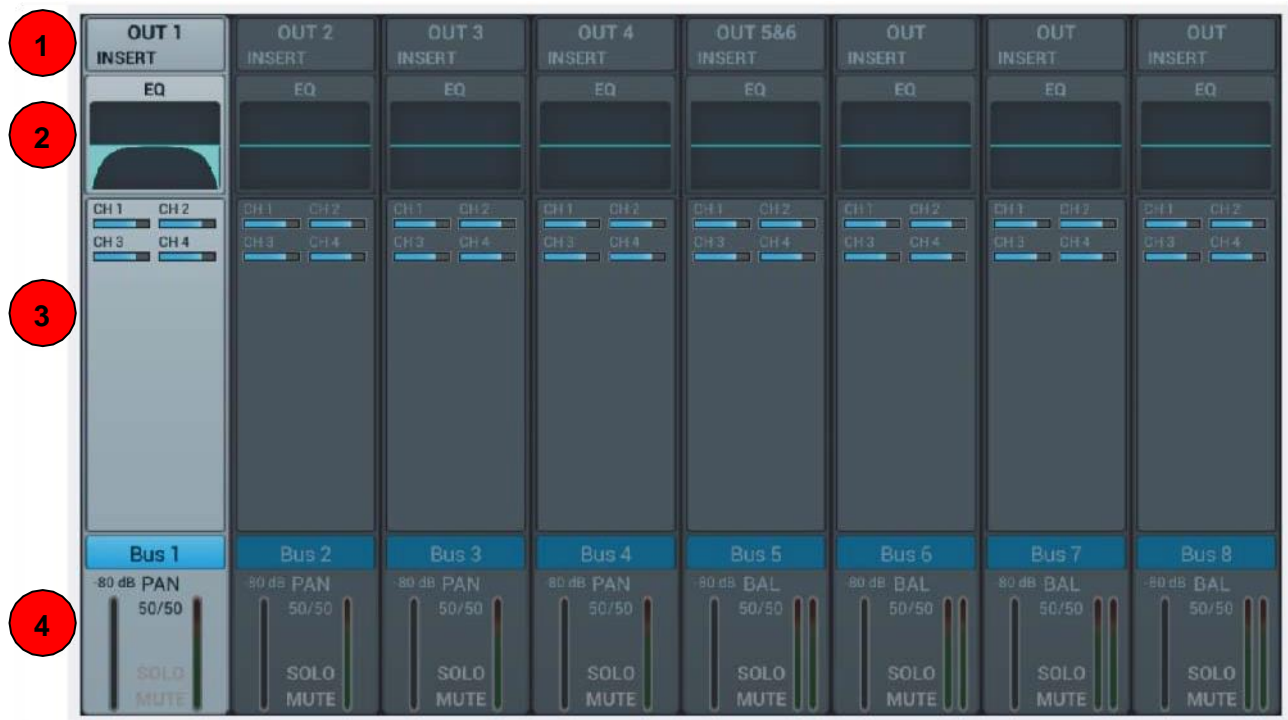 1
OUT 1 OUT 2 OUT 3 OUT 4 OUT 5&6 OUT OUT OUT
INSERT INSERT INSERT INSERT INSERT INSERT INSERT INSERT
EQ EQ EQ EQ EQ EQ EQ EQ
2
CH 1 CH 2 CH 1 CH 2 CH 1 CH 2 CH 1 CH 2 CH 1 CH 2 CH 1 CH 2 CH 1 CH 2 CH 1 CH 2
CH 3 CH 4 CH 3 CH 4 CH 3 CH 4 CH 3 CH 4 CH 3 CH 4 CH 3 CH 4 CH 3 CH 4 CH 3 CH 4
3
Bus 1 Bus 2 Bus 3 Bus 4 Bus 5 Bus 6 Bus 7 Bus 8
-80 dB PAN -80 dB PAN -80 dB PAN -80 dB PAN -80 dB BAL -80 dB BAL -80 dB BAL -80 dB BAL
50/50 50/50 50/50 50/50 50/50 50/50 50/50 50/50
4
SOLO SOLO SOLO SOLO SOLO SOLO SOLO SOLO
MUTE MUTE MUTE MUTE MUTE MUTE MUTE MUTE